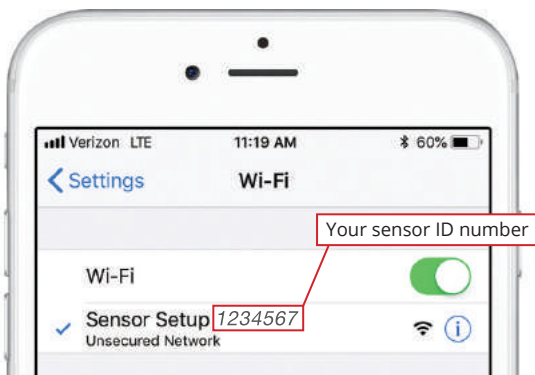 Verizon LTE 11:19 AM 60%
Settings Wi-Fi
Your sensor ID number
Wi-Fi
Sensor Setup 1234567
Unsecured Network